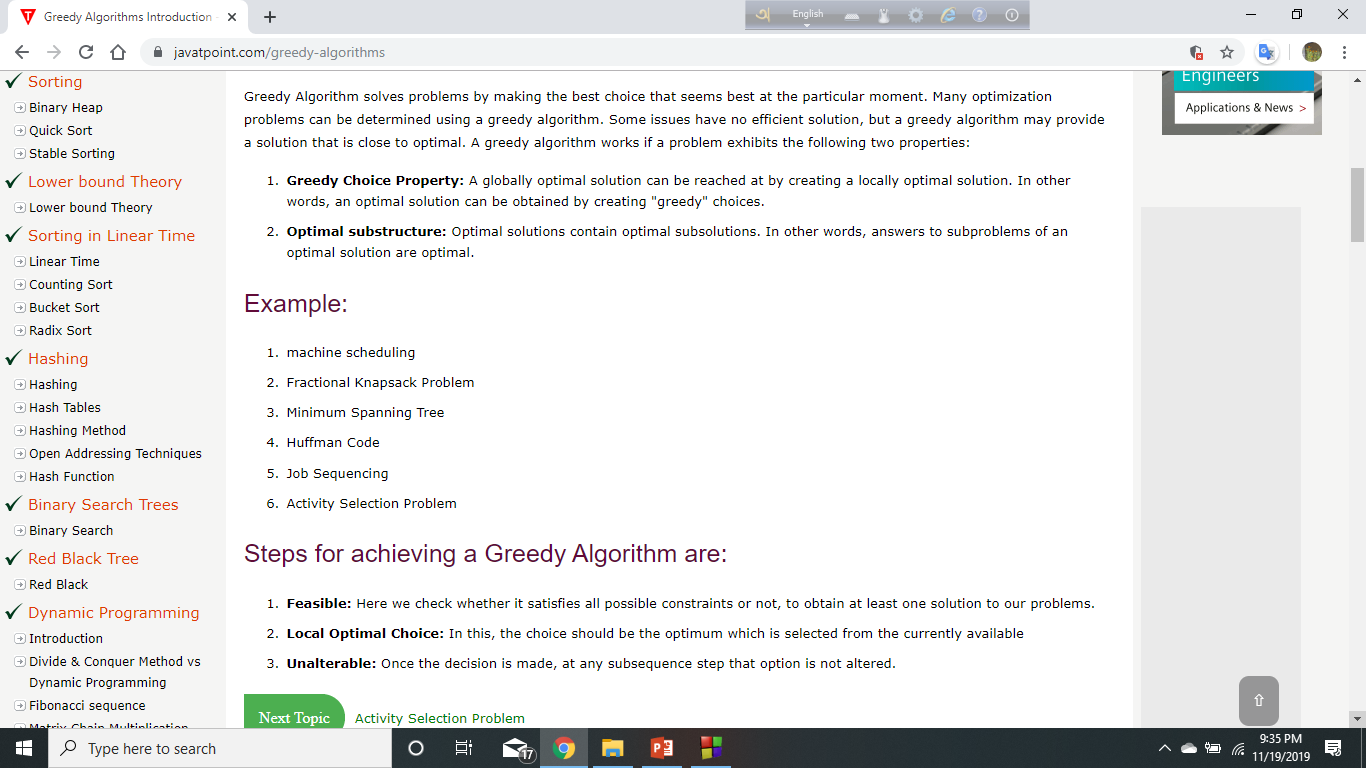 Greedy Algorithms Introduction
English
javatpoint.com/greedy-algorithms
Sorting
Binary Heap
Quick Sort
Stable Sorting
Lower bound Theory
Lower bound Theory
Sorting in Linear Time
Linear Time
Counting Sort
Bucket Sort
Radix Sort
Hashing
Hashing
Hash Tables
Hashing Method
Open Addressing Techniques
Hash Function
Binary Search Trees
Binary Search
Red Black Tree
Red Black
Dynamic Programming
Introduction
Divide & Conquer Method vs
Dynamic Programming
Fibonacci sequence
Matrix Chain Multiplication
Greedy Algorithm solves problems by making the best choice that seems best at the particular moment. Many optimization
problems can be determined using a greedy algorithm. Some issues have no efficient solution, but a greedy algorithm may provide
a solution that is close to optimal. A greedy algorithm works if a problem exhibits the following two properties:
1. Greedy Choice Property: A globally optimal solution can be reached at by creating a locally optimal solution. In other
words, an optimal solution can be obtained by creating "greedy" choices.
2. Optimal substructure: Optimal solutions contain optimal subsolutions. In other words, answers to subproblems of an
optimal solution are optimal.
Example:
1. machine scheduling
2. Fractional Knapsack Problem
3. Minimum Spanning Tree
4. Huffman Code
5. Job Sequencing
6. Activity Selection Problem
Steps for achieving a Greedy Algorithm are:
1. Feasible: Here we check whether it satisfies all possible constraints or not, to obtain at least one solution to our problems.
2. Local Optimal Choice: In this, the choice should be the optimum which is selected from the currently available
3. Unalterable: Once the decision is made, at any subsequence step that option is not altered.
Next Topic Activity Selection Problem
Engineers
Applications & News >
Type here to search
17
9:35 PM
11/19/2019